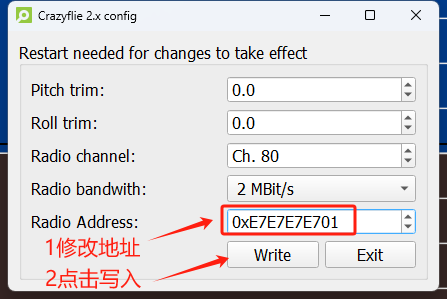 Crazyflie 2.x config
Restart needed for changes to take effect
Pitch trim: 0.0
Roll trim: 0.0
Radio channel: Ch. 80
Radio bandwith: 2 MBit/s
Radio Address: 0xE7E7E7E701
1修改地址
Write Exit
2点击写入